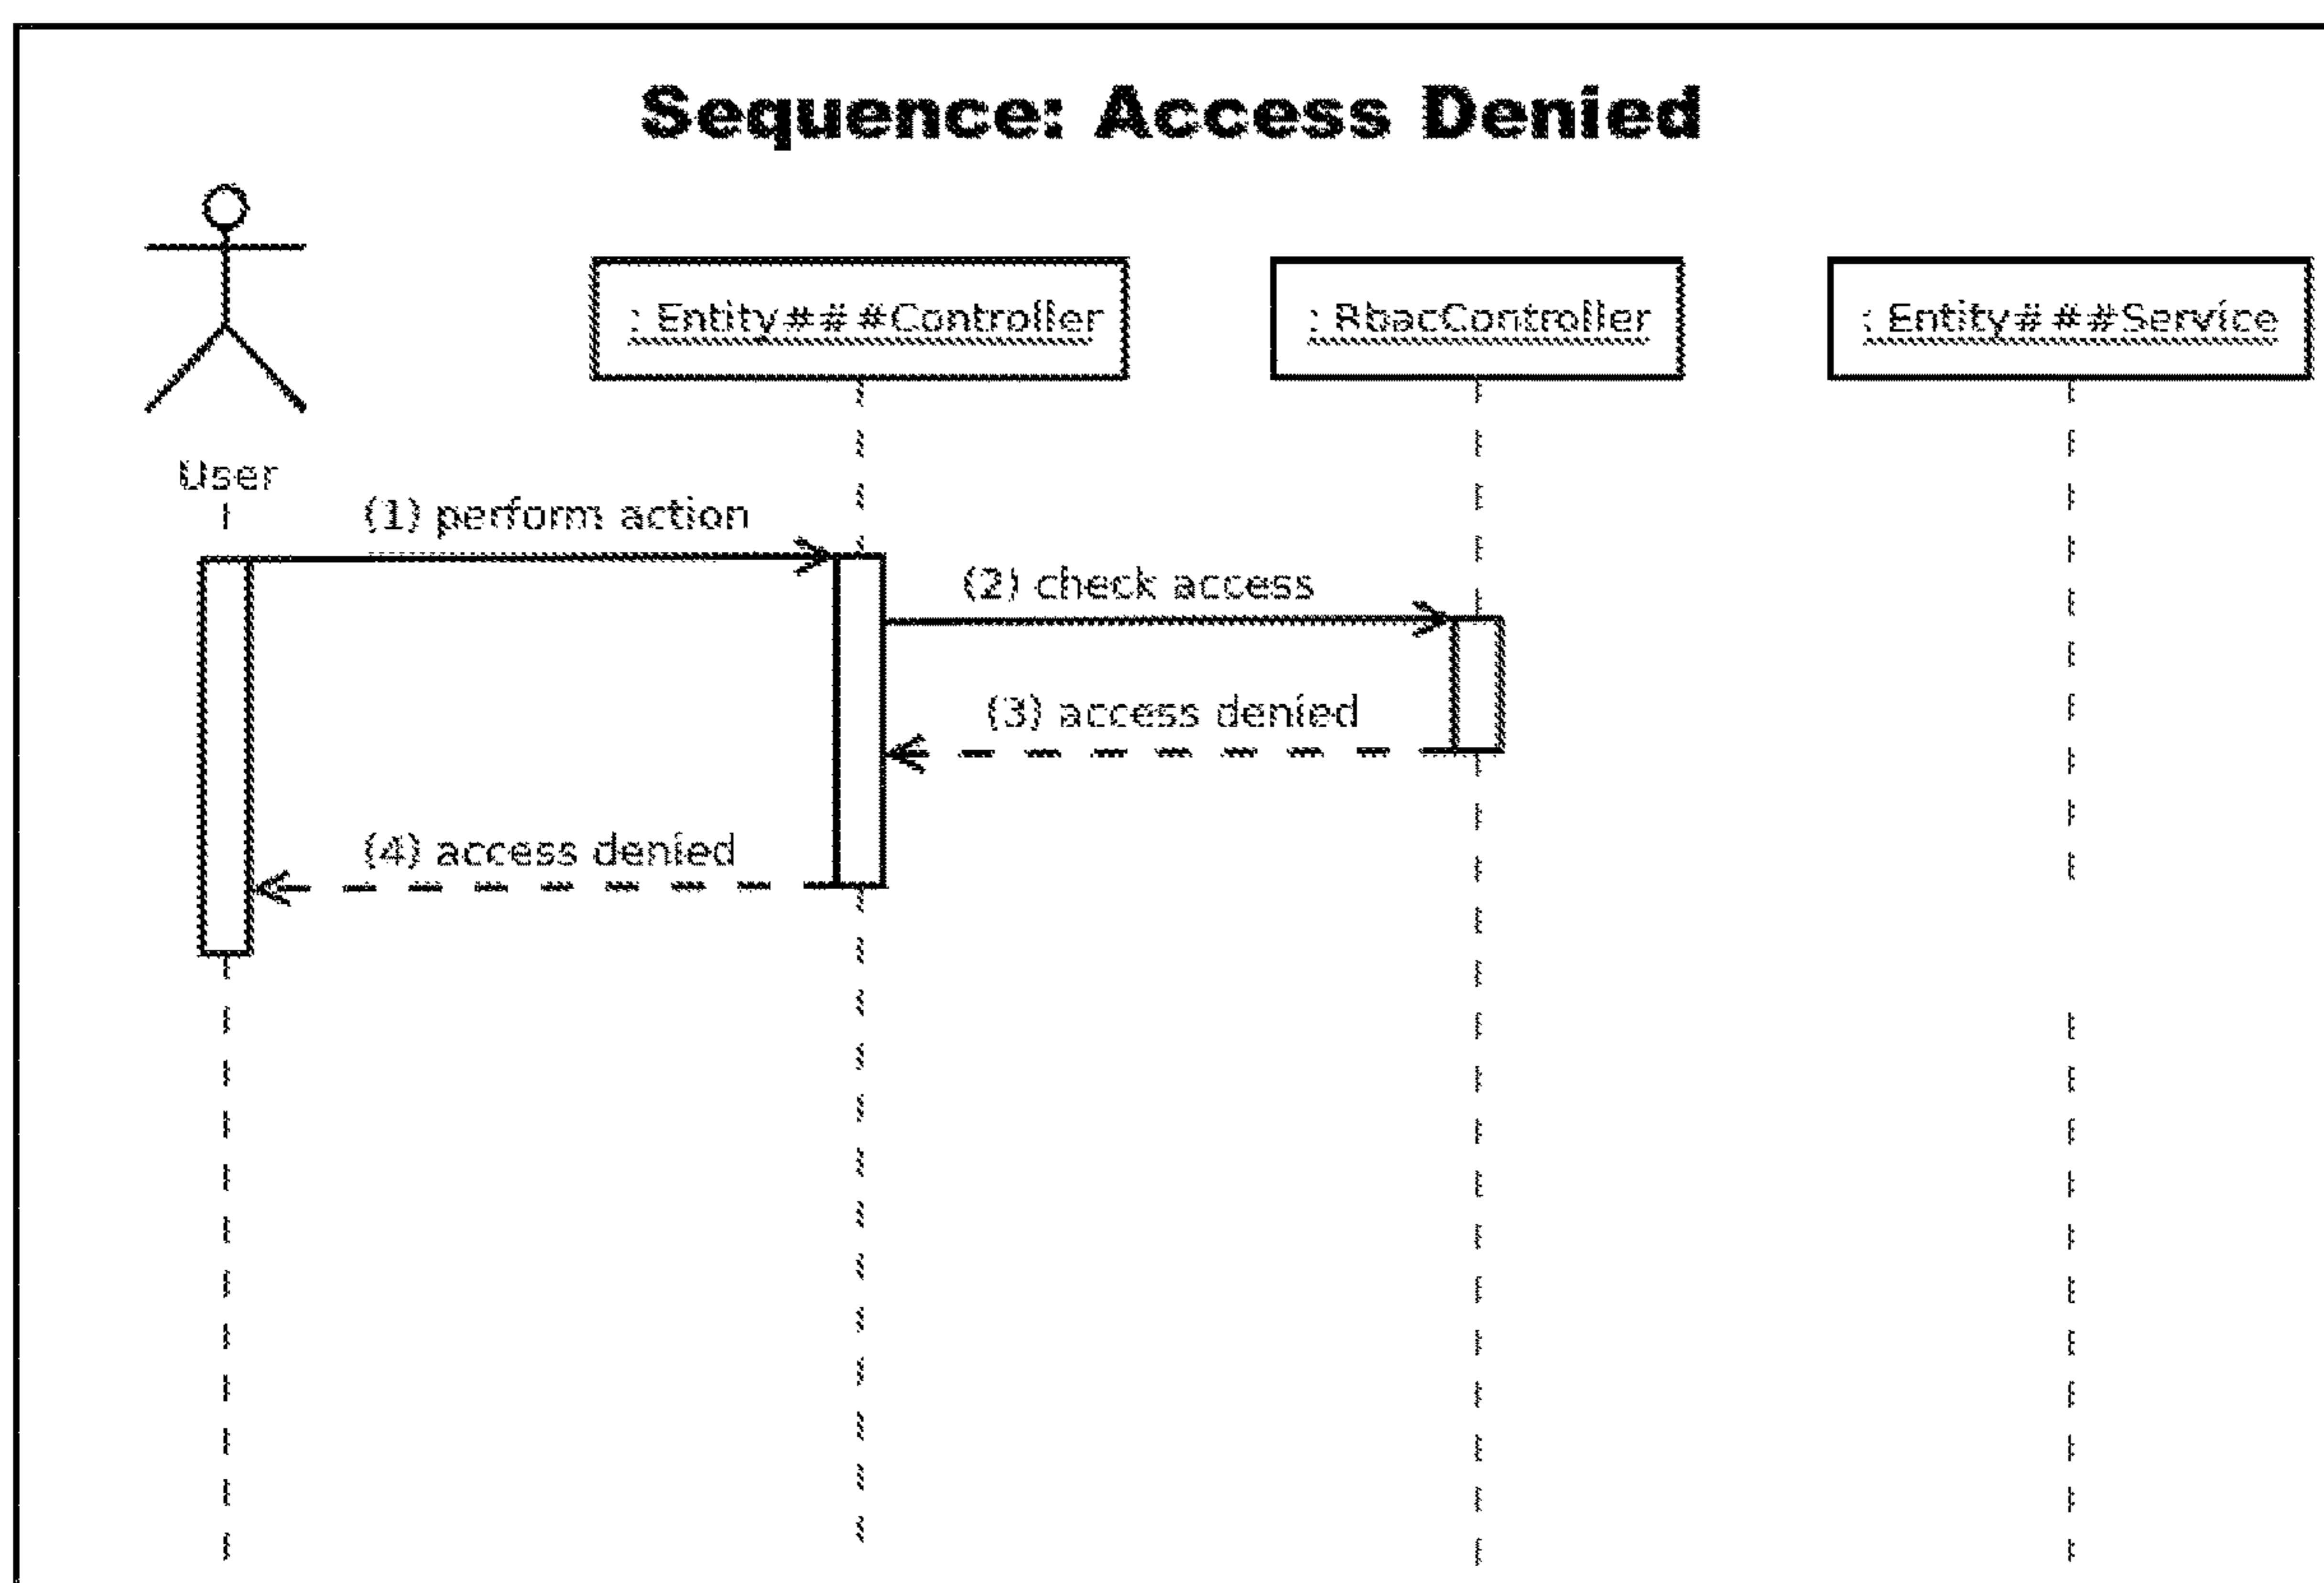 Sequence: Access Denied
: Entity###Controller
: RbacController
: Entity###Service
User
(1) perform action
(2) check access
(3) access denied
(4) access denied